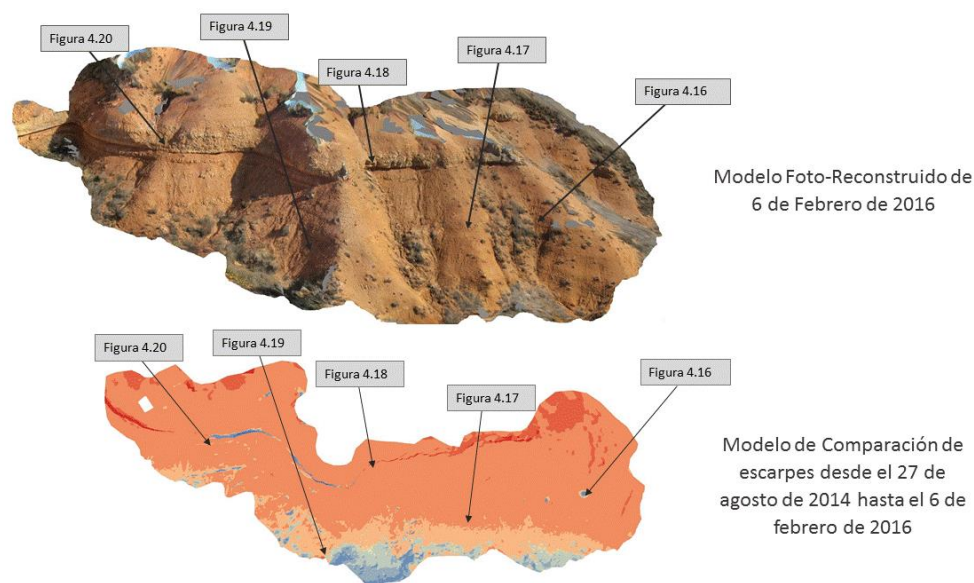 Figura 4.20
Figura 4.19
Figura 4.18
Figura 4.17
Figura 4.16
Modelo Foto-Reconstruido de
6 de Febrero de 2016
Figura 4.20
Figura 4.19
Figura 4.18
Figura 4.17
Figura 4.16
Modelo de Comparación de
escarpes desde el 27 de
agosto de 2014 hasta el 6 de
febrero de 2016